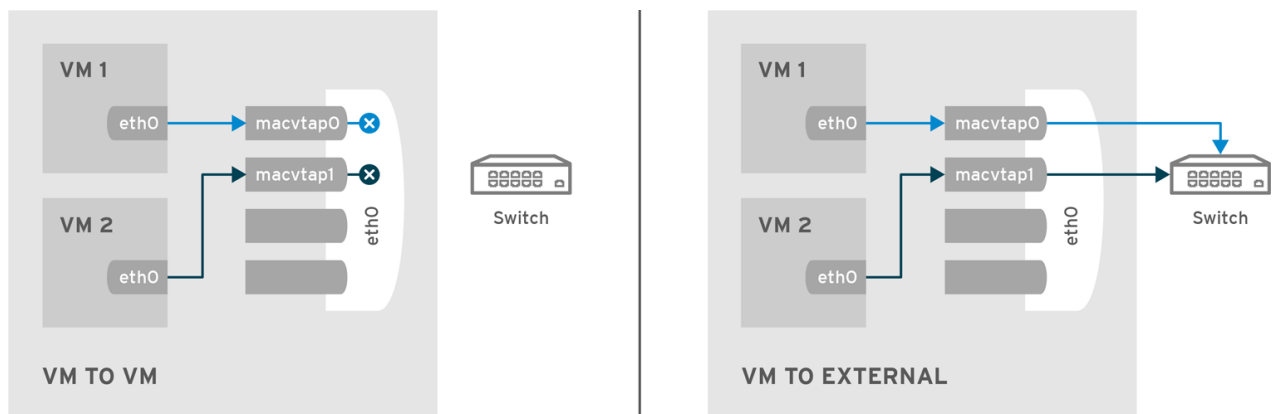 VM 1
eth0
macvtap0
macvtap1
VM 2
eth0
eth0
Switch
VM TO VM
VM 1
eth0
macvtap0
macvtap1
VM 2
eth0
eth0
Switch
VM TO EXTERNAL